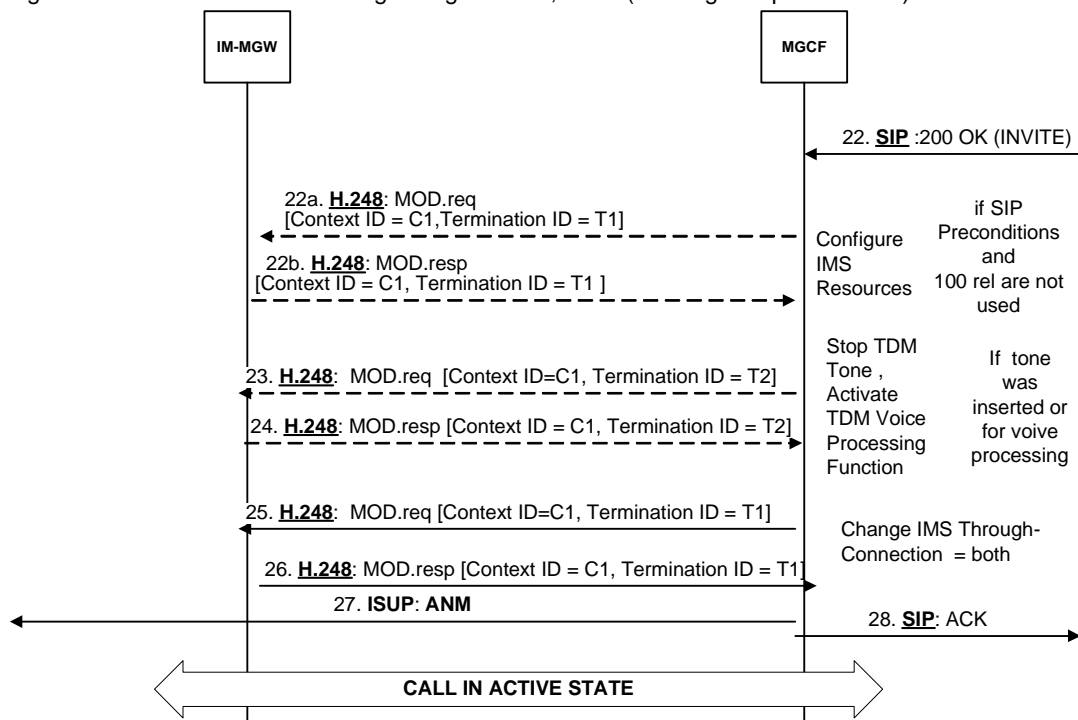 IM-MGW
MGCF
22. SIP :200 OK (INVITE)
22a. H.248: MOD.req
[Context ID = C1,Termination ID = T1]
22b. H.248: MOD.resp
[Context ID = C1, Termination ID = T1 ]
Configure
IMS
Resources
if SIP
Preconditions
and
100 rel are not
used
23. H.248:  MOD.req  [Context ID=C1, Termination ID = T2]
24. H.248: MOD.resp [Context ID = C1, Termination ID = T2]
Stop TDM
Tone ,
Activate
TDM Voice
Processing
Function
If  tone
was
inserted or
for voive
processing
25. H.248:  MOD.req [Context ID=C1, Termination ID = T1]
26. H.248: MOD.resp [Context ID = C1, Termination ID = T1]
Change IMS Through-
Connection  = both
27. ISUP: ANM
28. SIP: ACK
CALL IN ACTIVE STATE